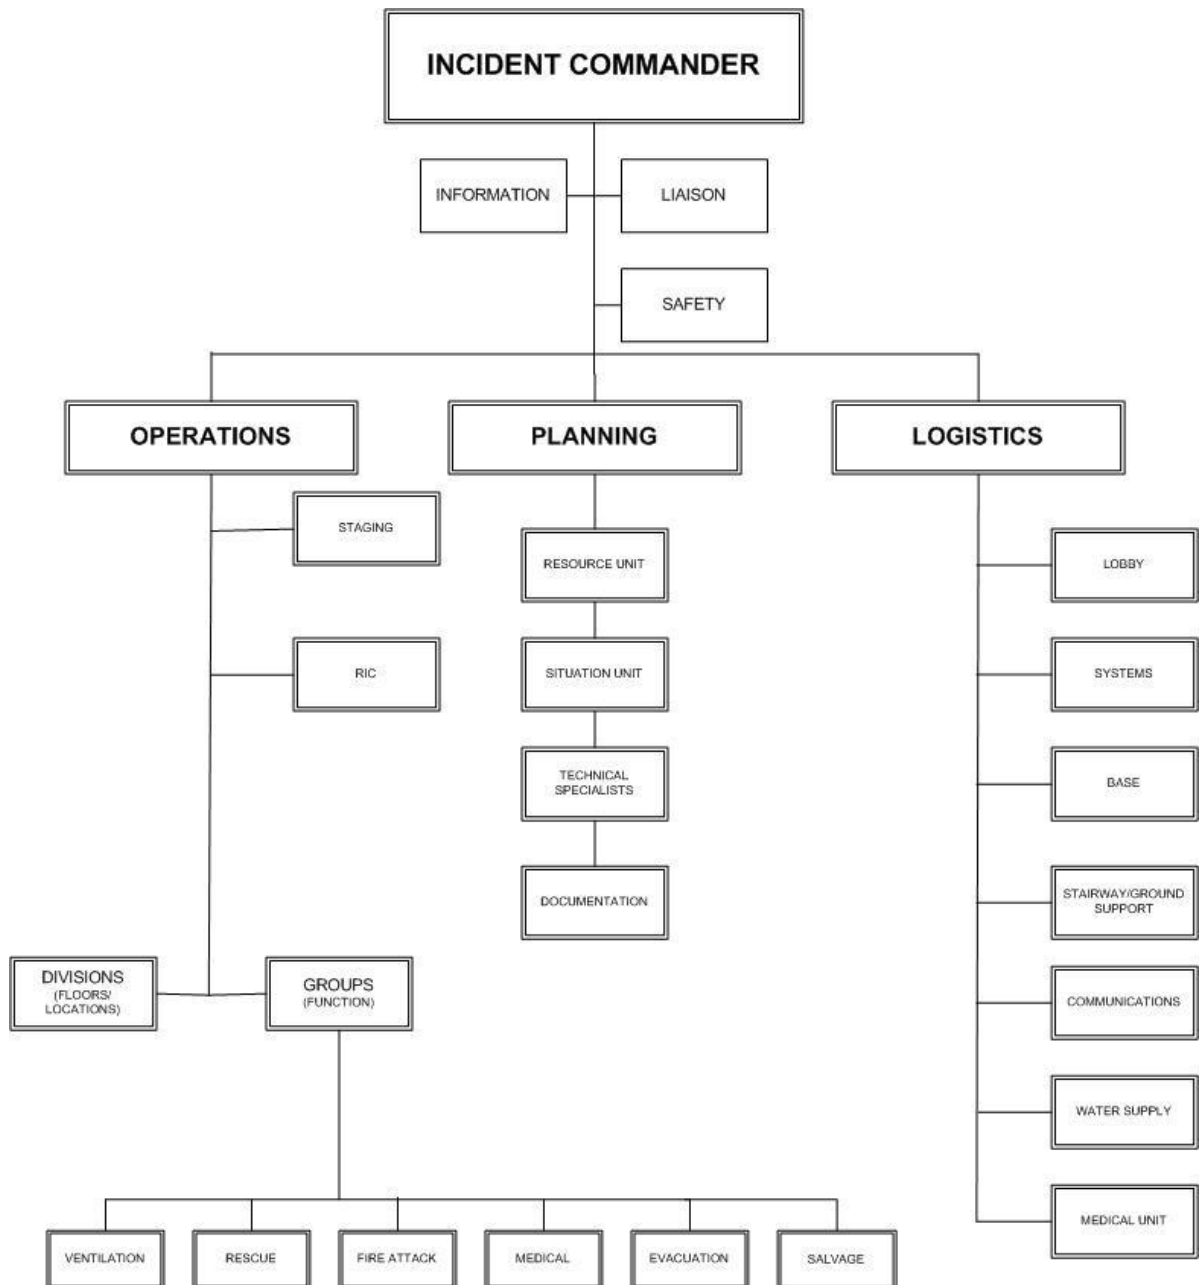 INCIDENT COMMANDER
INFORMATION
LIAISON
SAFETY
OPERATIONS
PLANNING
LOGISTICS
STAGING
RESOURCE UNIT
LOBBY
RIC
SITUATION UNIT
SYSTEMS
TECHNICAL
SPECIALISTS
BASE
DOCUMENTATION
STAIRWAY/GROUND
SUPPORT
DIVISIONS
(FLOORS/
LOCATIONS)
GROUPS
(FUNCTION)
COMMUNICATIONS
WATER SUPPLY
MEDICAL UNIT
VENTILATION
RESCUE
FIRE ATTACK
MEDICAL
EVACUATION
SALVAGE